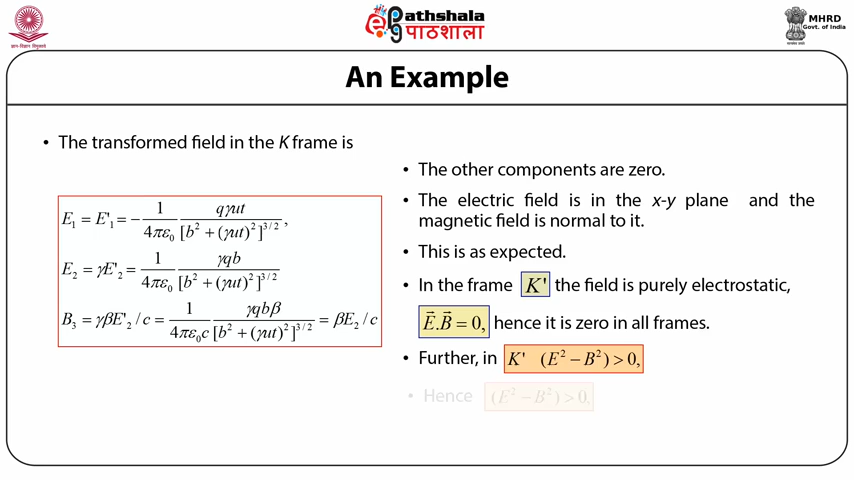 ePathshala
पाठशाला
MHRD
Govt. of India
An Example
• The transformed field in the K frame is
E₁ = E'₁ = − 1/(4πε₀) qγut/[b² + (γut)²]^{3/2},
E₂ = γE'₂ = 1/(4πε₀) γqb/[b² + (γut)²]^{3/2}
B₃ = γβE'₂ / c = 1/(4πε₀c) γqbβ/[b² + (γut)²]^{3/2} = βE₂ / c
• The other components are zero.
• The electric field is in the x-y plane and the
magnetic field is normal to it.
• This is as expected.
• In the frame K' the field is purely electrostatic,
E⃗.B⃗ = 0, hence it is zero in all frames.
• Further, in K' (E² − B²) > 0,
• Hence (E² − B²) > 0,